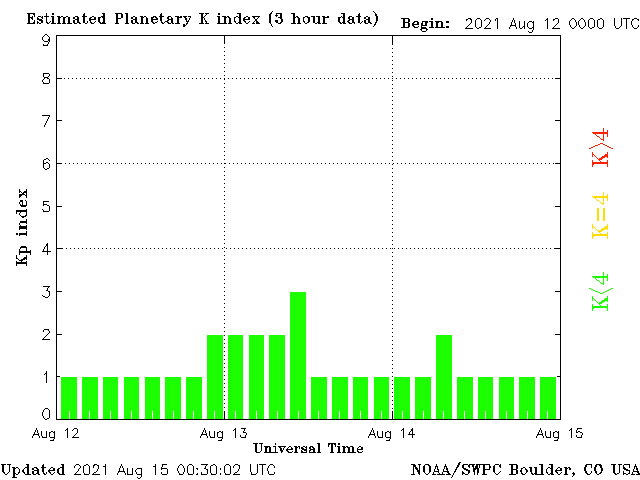 Estimated Planetary K index (3 hour data) Begin: 2021 Aug 12 0000 UTC
9
8
7
6
5
4
3
2
1
0
Kp index
K>4
K=4
K<4
Aug 12 Aug 13 Aug 14 Aug 15
Universal Time
Updated 2021 Aug 15 00:30:02 UTC NOAA/SWPC Boulder, CO USA